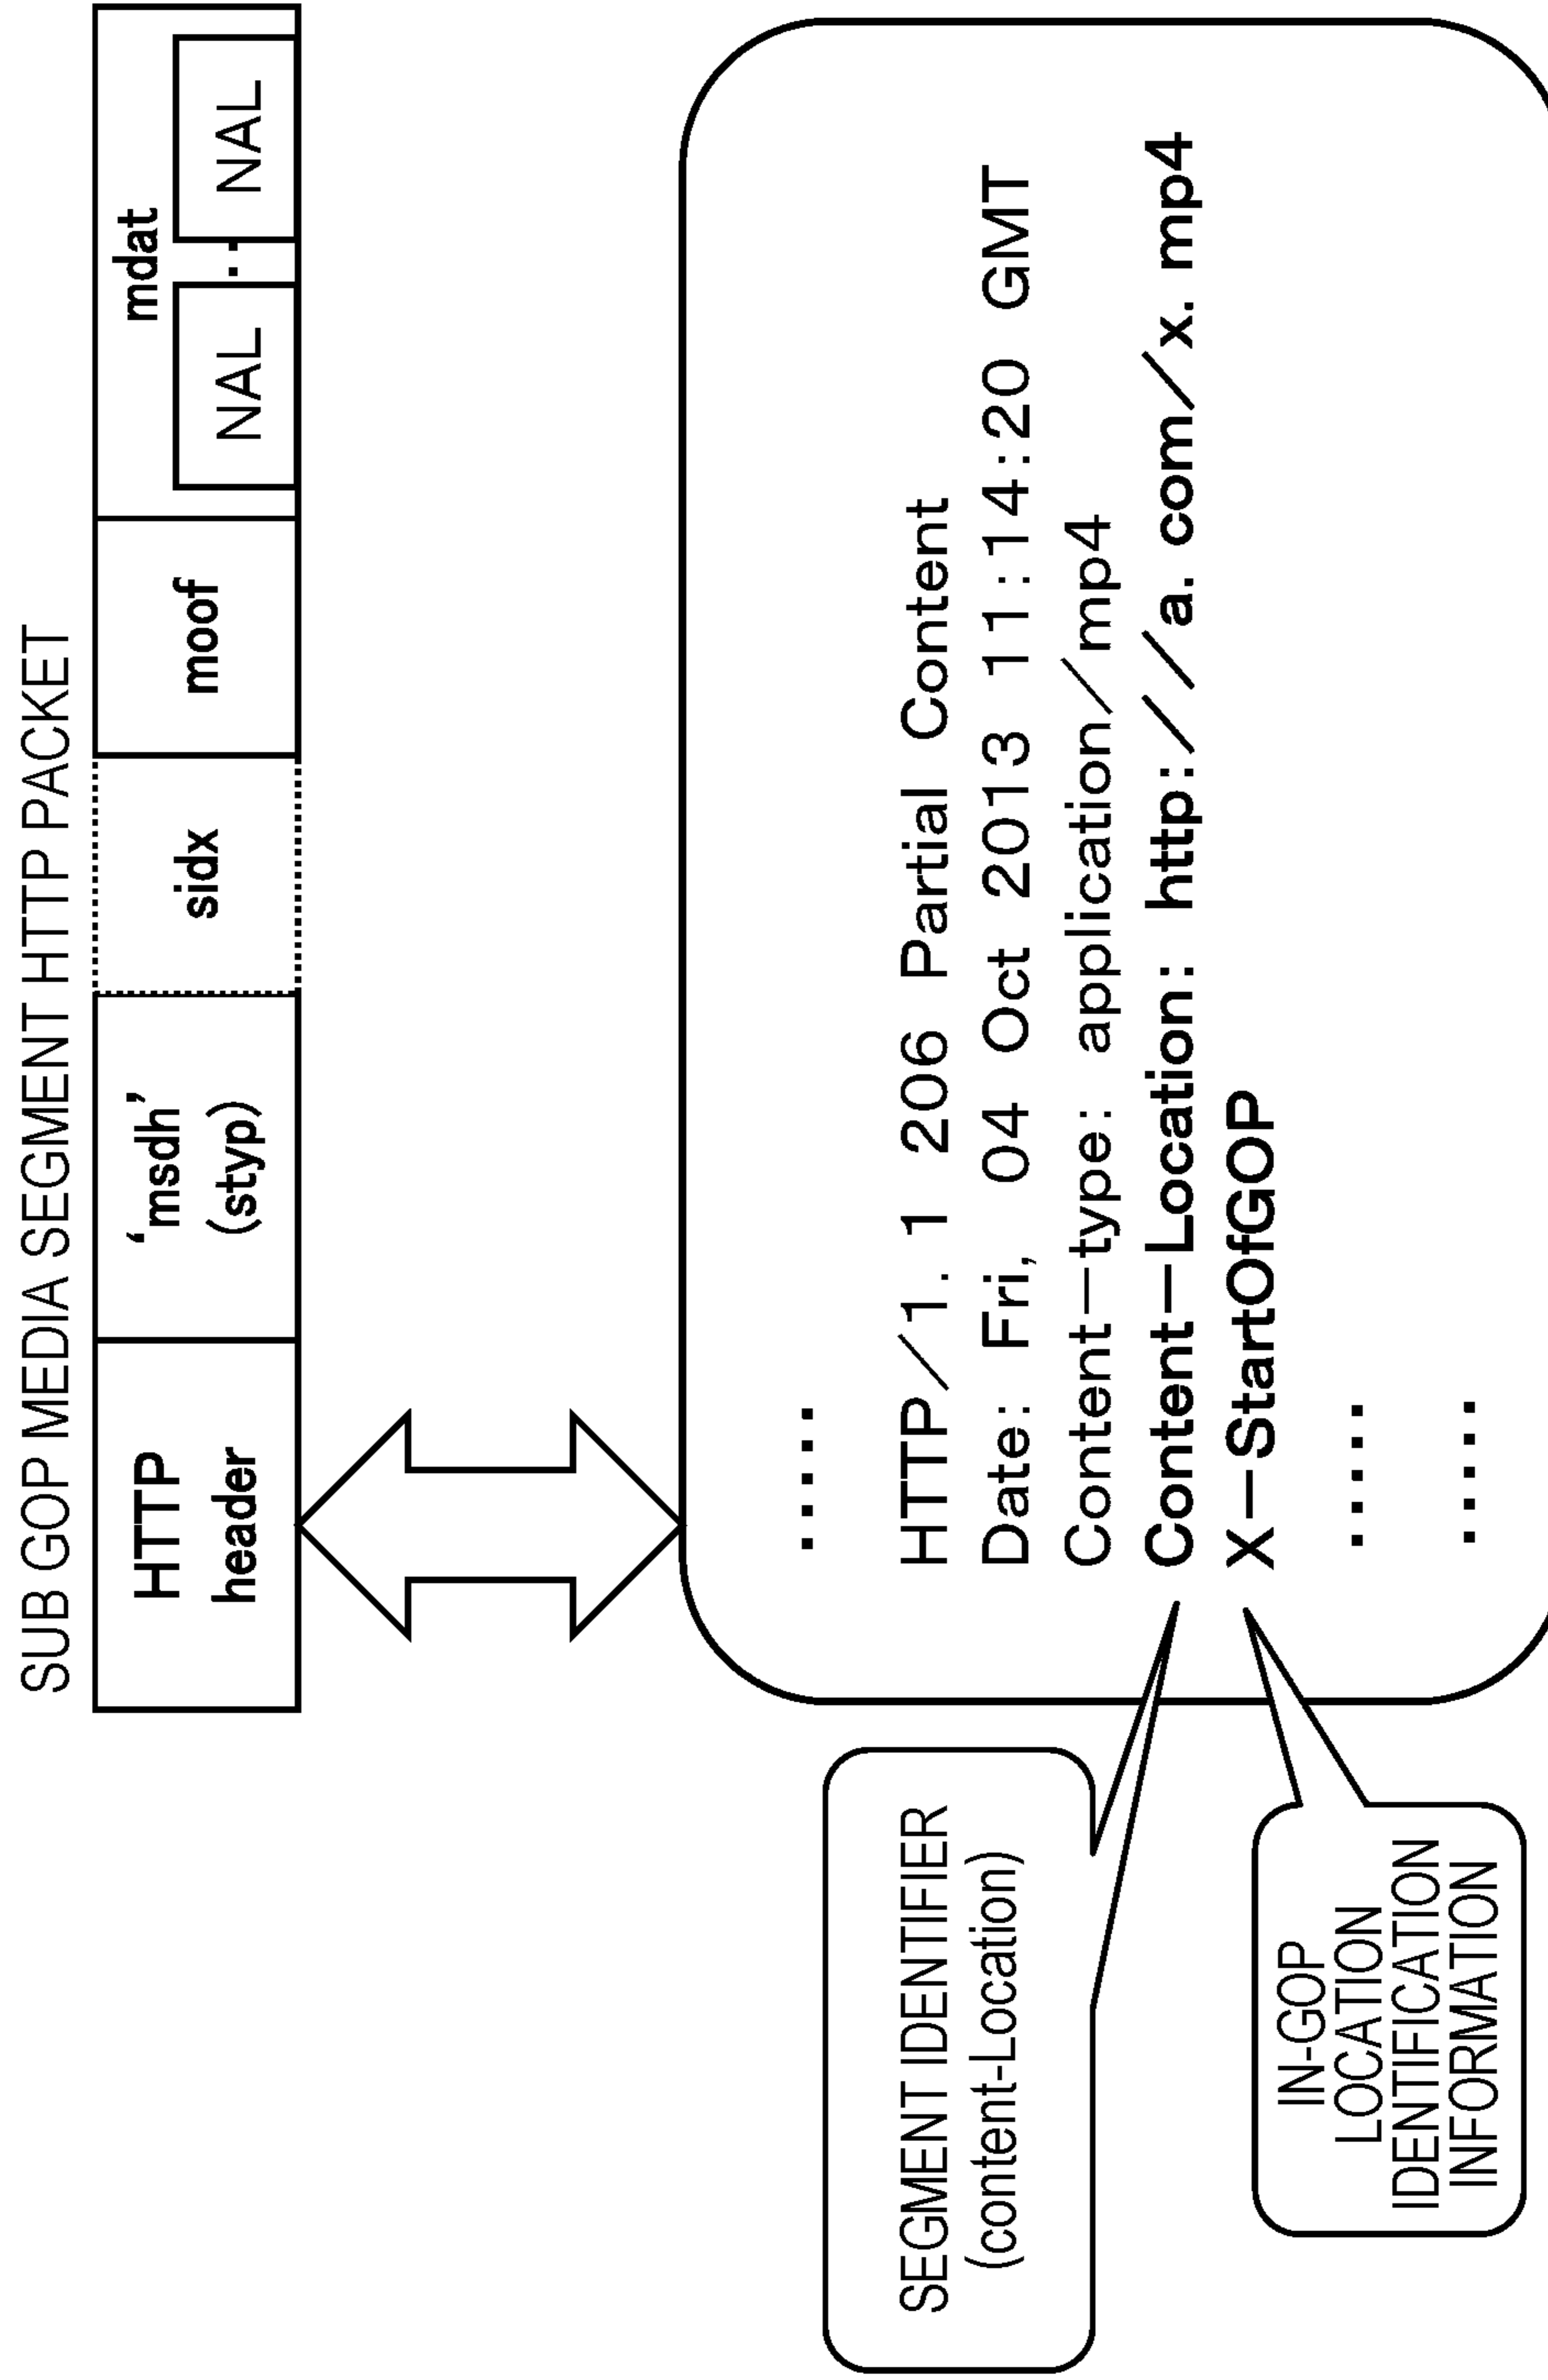 SUB GOP MEDIA SEGMENT HTTP PACKET
HTTP
header
‘msdh’
(styp)
sidx
moof
mdat
NAL
..
NAL
.....
HTTP/1. 1 206 Partial Content
Date: Fri, 04 Oct 2013 11:14:20 GMT
Content-type: application/mp4
Content-Location: http://a. com/x. mp4
X-StartOfGOP
.....
.....
SEGMENT IDENTIFIER
(content-Location)
IN-GOP
LOCATION
IDENTIFICATION
INFORMATION